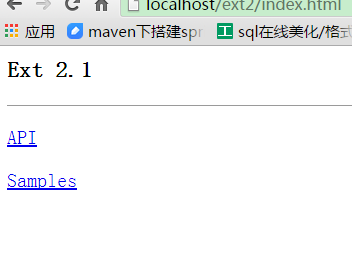 localhost/ext2/index.html
应用 maven下搭建spr sql在线美化/格式
Ext 2.1
API
Samples